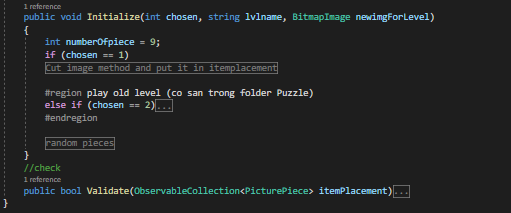 1 reference
public void Initialize(int chosen, string lvlname, BitmapImage newimgForLevel)
{
int numberOfpiece = 9;
if (chosen == 1)
Cut image method and put it in itemplacement
#region play old level (co san trong folder Puzzle)
else if (chosen == 2)...
#endregion
random pieces
}
//check
1 reference
public bool Validate(ObservableCollection<PicturePiece> itemPlacement)...
}